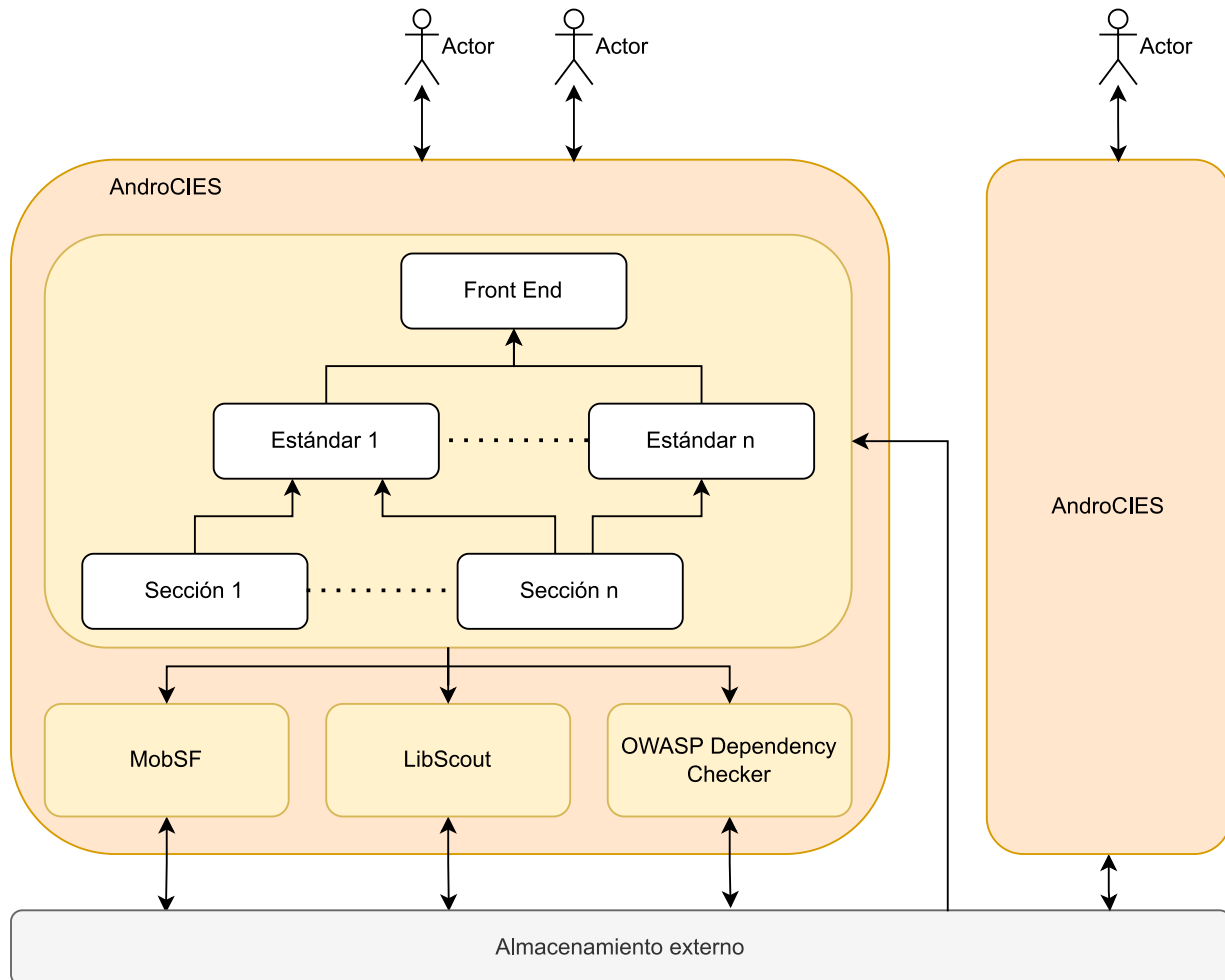 Actor
Actor
Actor
AndroCIES
Front End
Estándar 1
Estándar n
AndroCIES
Sección 1
Sección n
MobSF
LibScout
OWASP Dependency
Checker
Almacenamiento externo